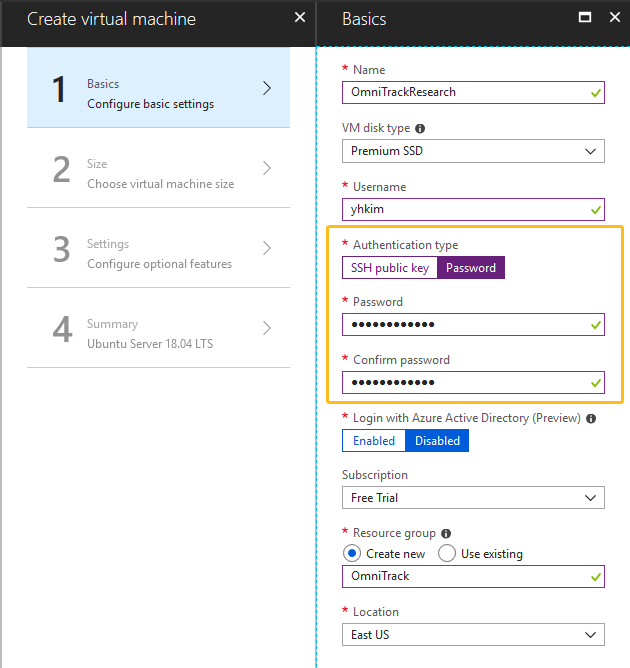 Create virtual machine
1
Basics
Configure basic settings
2
Size
Choose virtual machine size
3
Settings
Configure optional features
4
Summary
Ubuntu Server 18.04 LTS
Basics
* Name
OmniTrackResearch
VM disk type
Premium SSD
* Username
yhkim
* Authentication type
SSH public key Password
* Password
••••••••••••
* Confirm password
••••••••••••
* Login with Azure Active Directory (Preview)
Enabled Disabled
Subscription
Free Trial
* Resource group
Create new Use existing
OmniTrack
* Location
East US